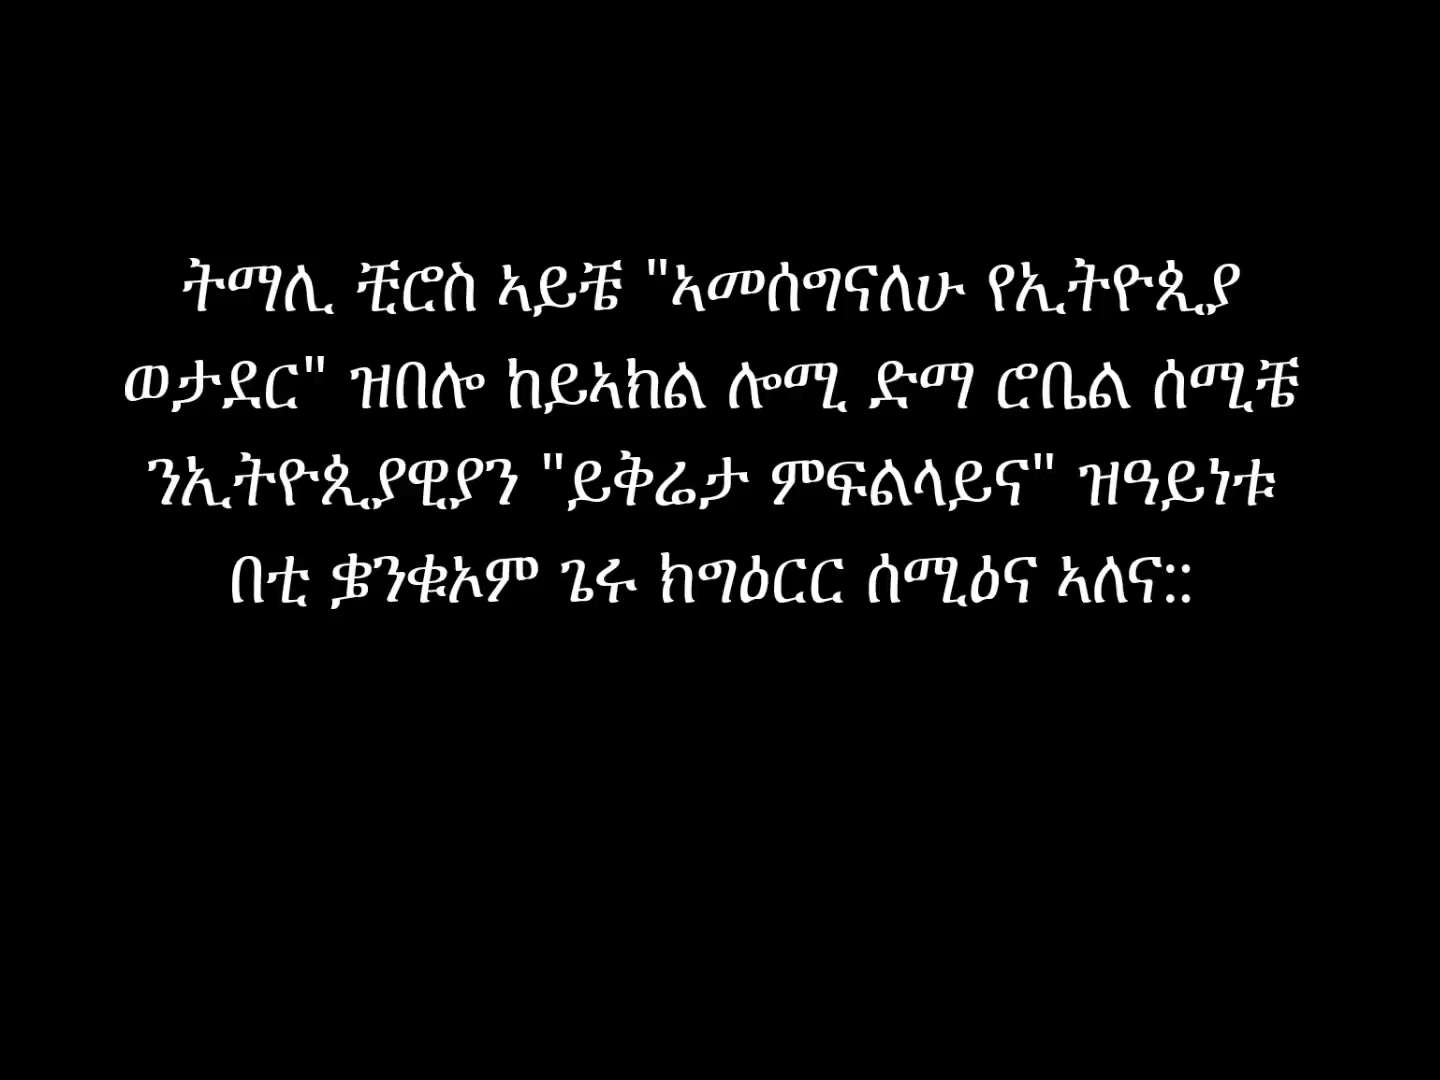 ትማሊ ቺሮስ ኣይቼ "ኣመሰግናለሁ የኢትዮጲያ
ወታደር" ዝበሎ ከይኣክል ሎሚ ድማ ሮቤል ሰሚቼ
ንኢትዮጲያዊያን "ይቅሬታ ምፍልላይና" ዝዓይነቱ
በቲ ቋንቁኦም ጌሩ ክግዕርር ሰሚዕና ኣለና::